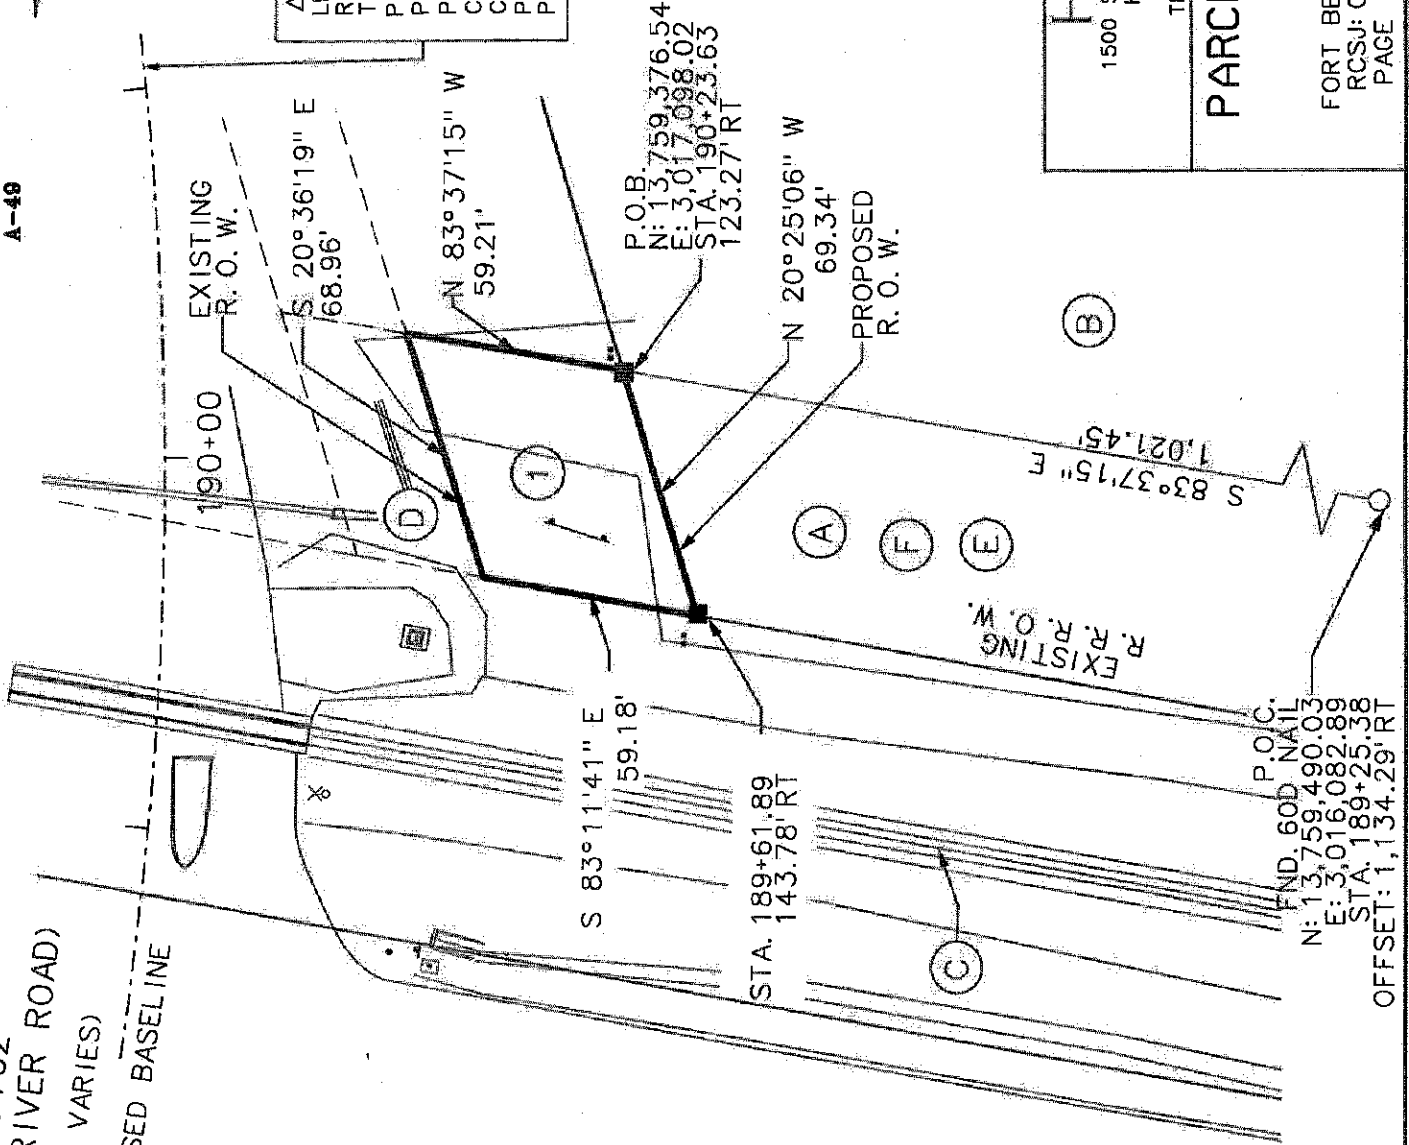 A-49
RIVER ROAD)
VARIES)
SED BASELINE
EXISTING
R. O. W.
190+00
S 20°36'19" E
68.96'
N 83°37'15" W
59.21'
P.O.B.
N: 13,759,376.54
E: 3,017,098.02
STA. 190+23.63
123.27' RT
N 20°25'06" W
69.34'
PROPOSED
R. O. W.
D
1
B
A
F
E
C
S 83°37'15" E
1,021.45'
EXISTING
R. R. R. O. W.
S 83°11'41" E
59.18'
STA. 189+61.89
143.78' RT
P.O.C.
FND. 60D NAIL
N: 13,759,490.03
E: 3,016,082.89
STA. 189+25.38
OFFSET: 1,134.29' RT
1500 S
PARC
FORT BE
RCSJ: 
PAGE